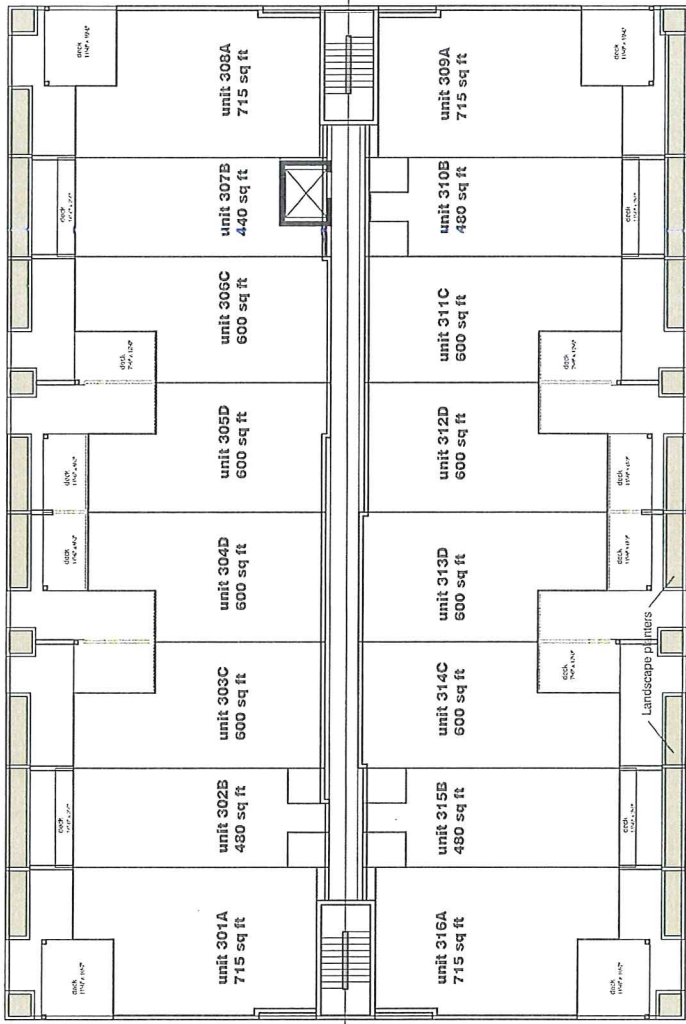 unit 301A
715 sq ft
unit 302B
480 sq ft
unit 303C
600 sq ft
unit 304D
600 sq ft
unit 305D
600 sq ft
unit 306C
600 sq ft
unit 307B
440 sq ft
unit 308A
715 sq ft
unit 309A
715 sq ft
unit 310B
480 sq ft
unit 311C
600 sq ft
unit 312D
600 sq ft
unit 313D
600 sq ft
unit 314C
600 sq ft
unit 315B
480 sq ft
unit 316A
715 sq ft
deck
deck
deck
deck
deck
deck
deck
deck
deck
deck
deck
deck
deck
deck
Landscape planters